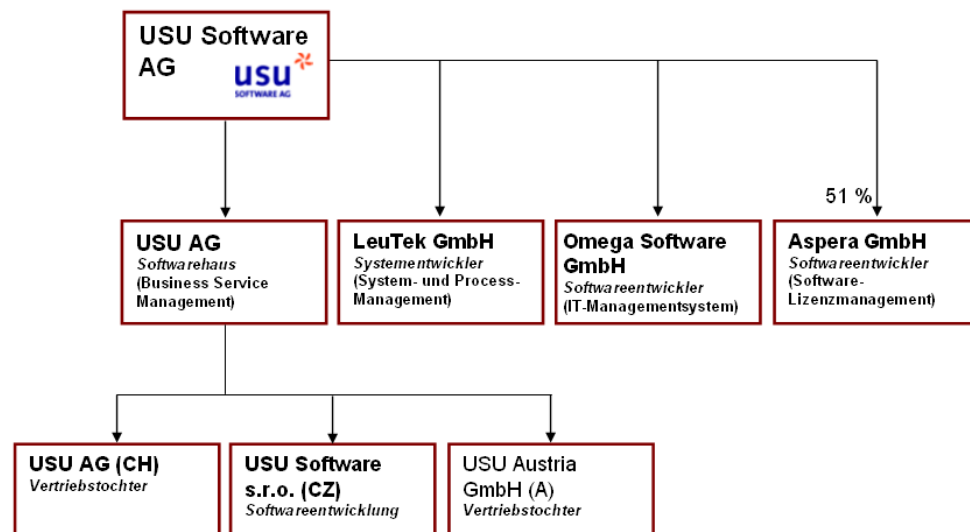 USU Software
AG
usu
SOFTWARE AG
51 %
USU AG
Softwarehaus
(Business Service
Management)
LeuTek GmbH
Systementwickler
(System- und Process-
Management)
Omega Software
GmbH
Softwareentwickler
(IT-Managementsystem)
Aspera GmbH
Softwareentwickler
(Software-
Lizenzmanagement)
USU AG (CH)
Vertriebstochter
USU Software
s.r.o. (CZ)
Softwareentwicklung
USU Austria
GmbH (A)
Vertriebstochter